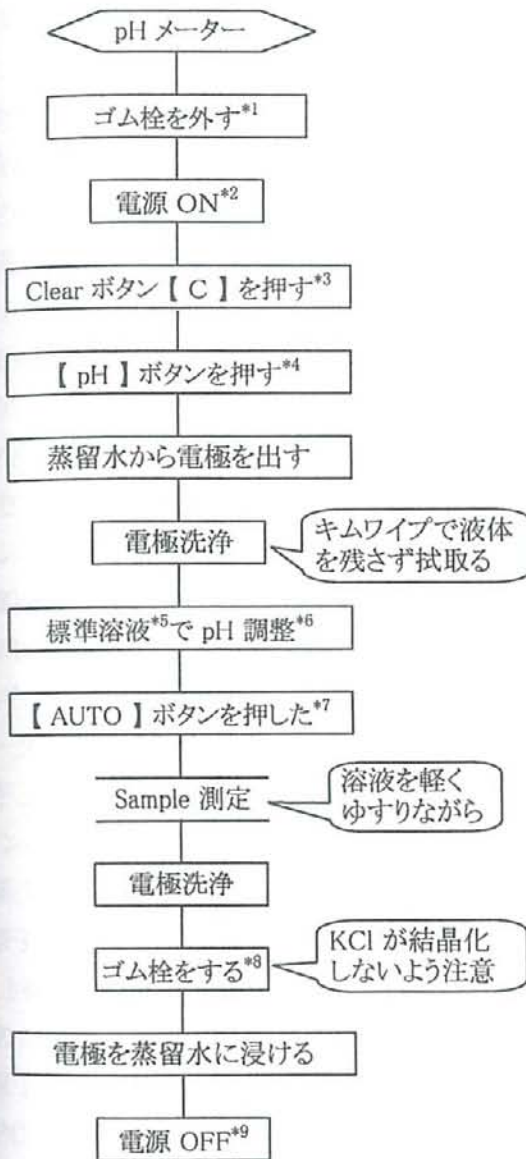 pH メーター
ゴム栓を外す*1
電源 ON*2
Clear ボタン【 C 】を押す*3
【 pH 】ボタンを押す*4
蒸留水から電極を出す
電極洗浄
キムワイプで液体
を残さず拭取る
標準溶液*5で pH 調整*6
【 AUTO 】ボタンを押した*7
Sample 測定
溶液を軽く
ゆすりながら
電極洗浄
ゴム栓をする*8
KCl が結晶化
しないよう注意
電極を蒸留水に浸ける
電源 OFF*9